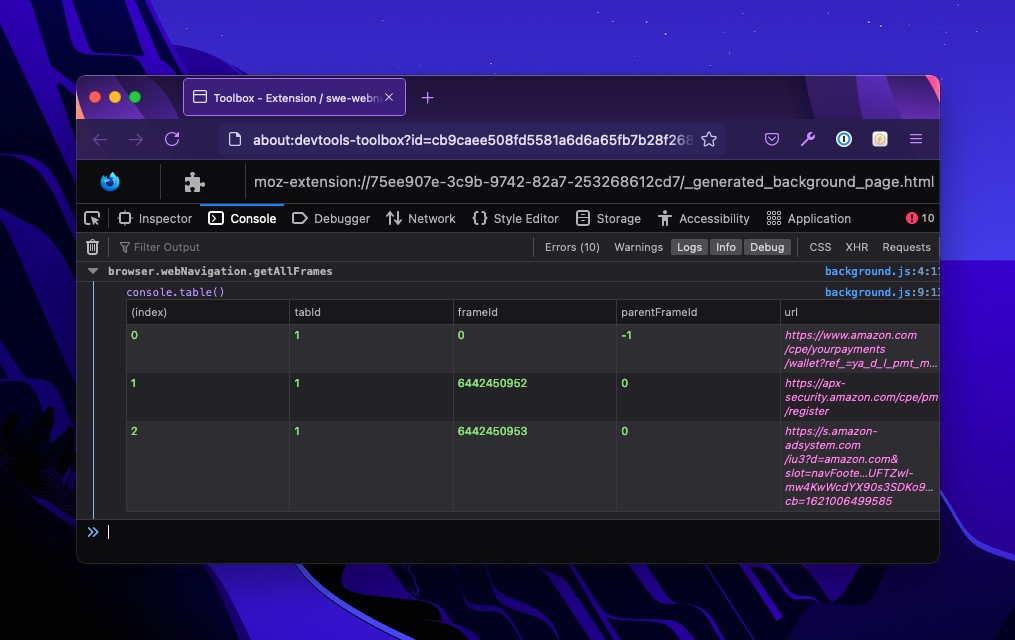 Toolbox - Extension / swe-webna
about:devtools-toolbox?id=cb9caee508fd5581a6d6a65fb7b28f268
moz-extension://75ee907e-3c9b-9742-82a7-253268612cd7/_generated_background_page.html
Inspector Console Debugger Network {} Style Editor Storage Accessibility Application 10
Filter Output Errors (10) Warnings Logs Info Debug CSS XHR Requests
browser.webNavigation.getAllFrames background.js:4:11
console.table() background.js:9:13
(index) tabId frameId parentFrameId url
0 1 0 -1 https://www.amazon.com
/cpe/yourpayments
/wallet?ref_=ya_d_l_pmt_m…
1 1 6442450952 0 https://apx-
security.amazon.com/cpe/pm
/register
2 1 6442450953 0 https://s.amazon-
adsystem.com
/iu3?d=amazon.com&
slot=navFoote…UFTZwI-
mw4KwWcdYX90s3SDKo9…
cb=1621006499585